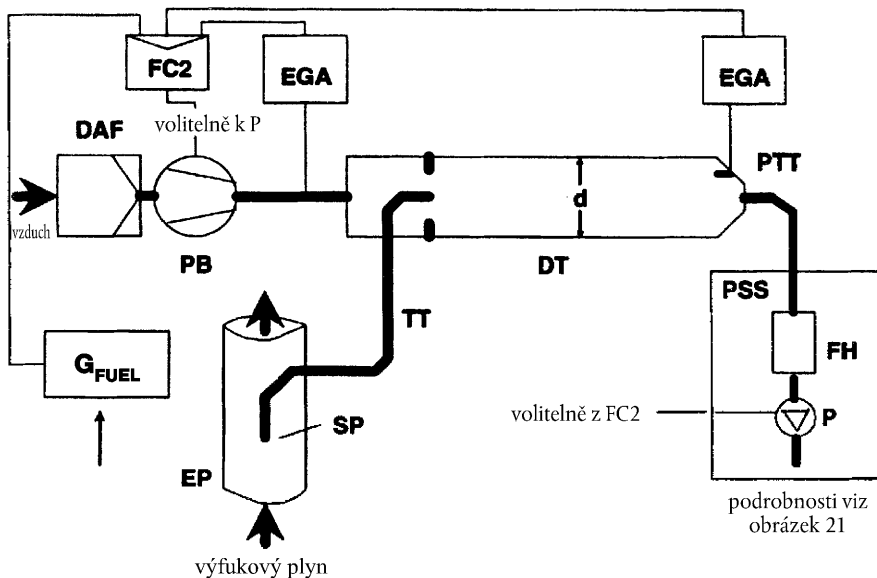 FC2
EGA
EGA
DAF
volitelně k P
PTT
d
vzduch
PB
DT
PSS
TT
FH
GFUEL
SP
volitelně z FC2
P
EP
podrobnosti viz
obrázek 21
výfukový plyn